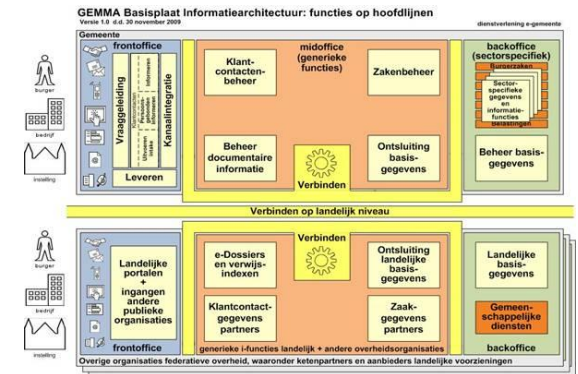 GEMMA Basisplaat Informatiearchitectuur: functies op hoofdlijnen
Versie 1.0 d.d. 30 november 2009
dienstverlening e-gemeente
Gemeente
frontoffice
midoffice
(generieke
functies)
backoffice
(sectorspecifiek)
burger
bedrijf
instelling
Vraaggeleiding
Klantcontacten
Informeren
Uitvoeren
intake
Kanaalintegratie
Leveren
Klant-
contacten-
beheer
Zakenbeheer
Beheer
documentaire
informatie
Ontsluiting
basis-
gegevens
Verbinden
Burgerzaken
Sector-
specifieke
gegevens
en
informatie-
functies
Belastingen
Beheer basis-
gegevens
Verbinden op landelijk niveau
burger
bedrijf
instelling
Landelijke
portalen
+
ingangen
andere
publieke
organisaties
frontoffice
e-Dossiers
en verwijs-
indexen
Verbinden
Ontsluiting
landelijke
basis-
gegevens
Klantcontact-
gegevens
partners
Zaak-
gegevens
partners
generieke i-functies landelijk + andere overheidsorganisaties
Landelijke
basis-
gegevens
Gemeen-
schappelijke
diensten
backoffice
Overige organisaties federatieve overheid, waaronder ketenpartners en aanbieders landelijke voorzieningen